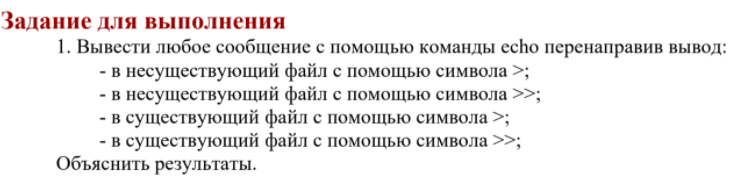 Задание для выполнения
1. Вывести любое сообщение с помощью команды echo перенаправив вывод:
- в несуществующий файл с помощью символа >;
- в несуществующий файл с помощью символа >>;
- в существующий файл с помощью символа >;
- в существующий файл с помощью символа >>;
Объяснить результаты.